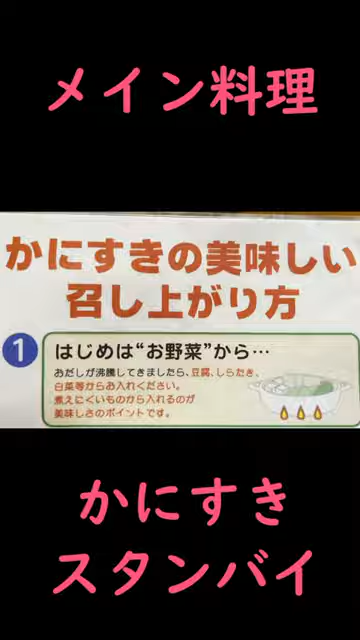 メイン料理
かにすきの美味しい
召し上がり方
1 はじめは“お野菜”から…
おだしが沸騰してきましたら、豆腐、しらたき、
白菜等からお入れください。
煮えにくいものから入れるのが
美味しさのポイントです。
かにすき
スタンバイ